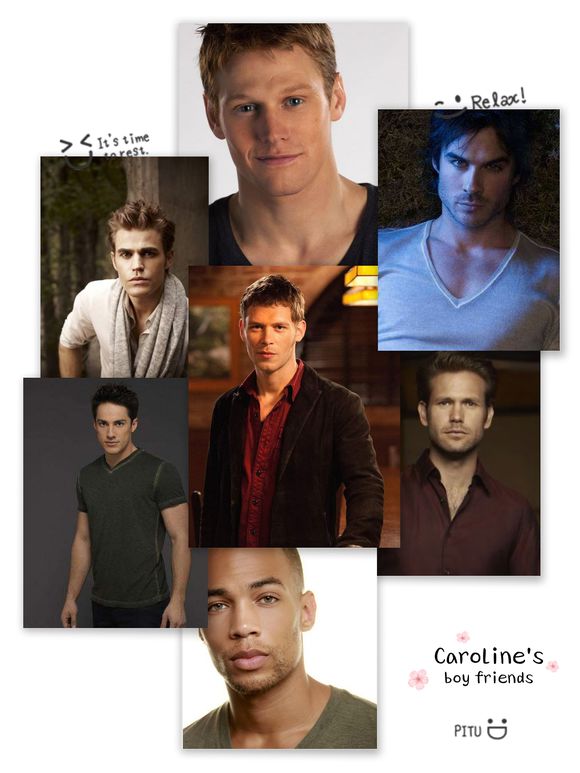 Relax!
It's time
to rest.
Caroline's
boy friends
PITU